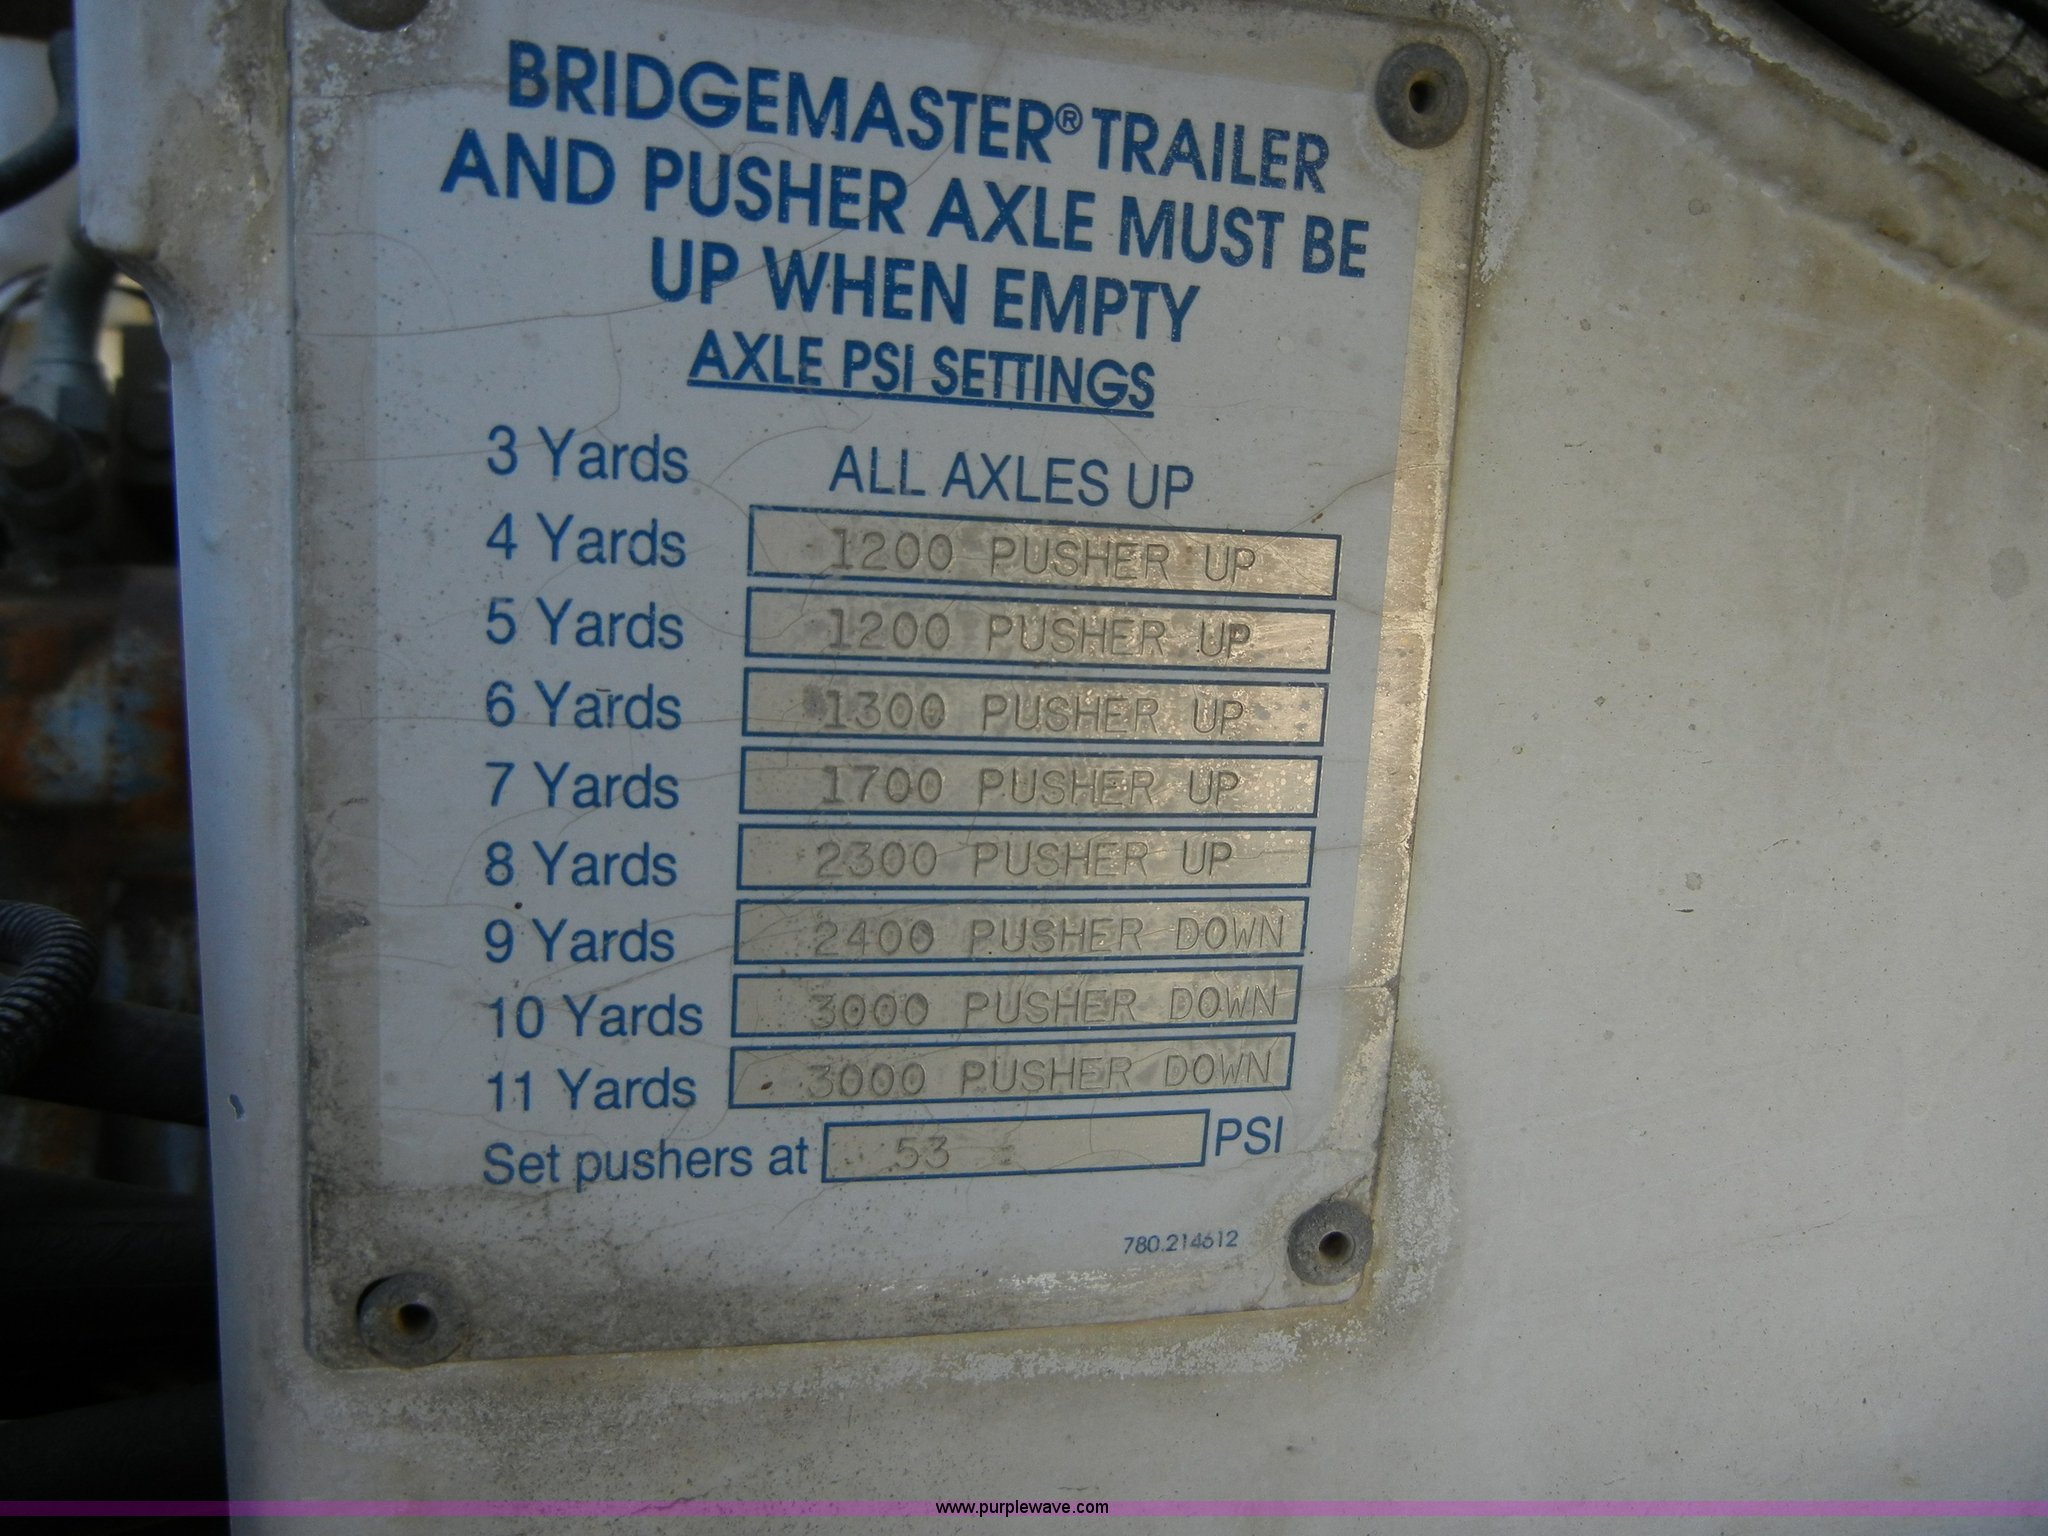 BRIDGEMASTER® TRAILER
AND PUSHER AXLE MUST BE
UP WHEN EMPTY
AXLE PSI SETTINGS
3 Yards ALL AXLES UP
4 Yards 1200 PUSHER UP
5 Yards 1200 PUSHER UP
6 Yards 1300 PUSHER UP
7 Yards 1700 PUSHER UP
8 Yards 2300 PUSHER UP
9 Yards 2400 PUSHER DOWN
10 Yards 3000 PUSHER DOWN
11 Yards 3000 PUSHER DOWN
Set pushers at 53 PSI
780.214612
www.purplewave.com